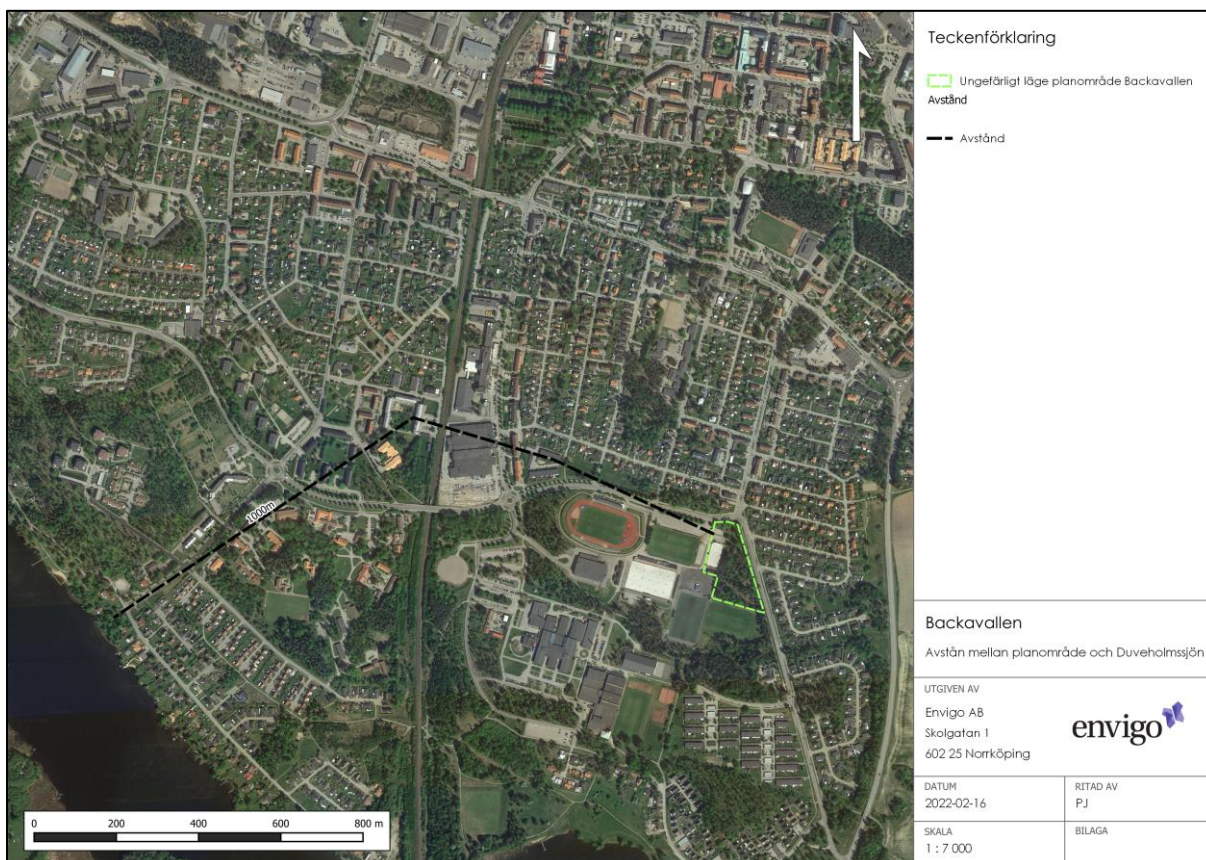 Teckenförklaring
Ungefärligt läge planområde Backavallen
Avstånd
Avstånd
1000m
0 200 400 600 800 m
Backavallen
Avstån mellan planområde och Duveholmssjön
UTGIVEN AV
Envigo AB
Skolgatan 1
602 25 Norrköping
envigo
DATUM
2022-02-16
RITAD AV
PJ
SKALA
1 : 7 000
BILAGA